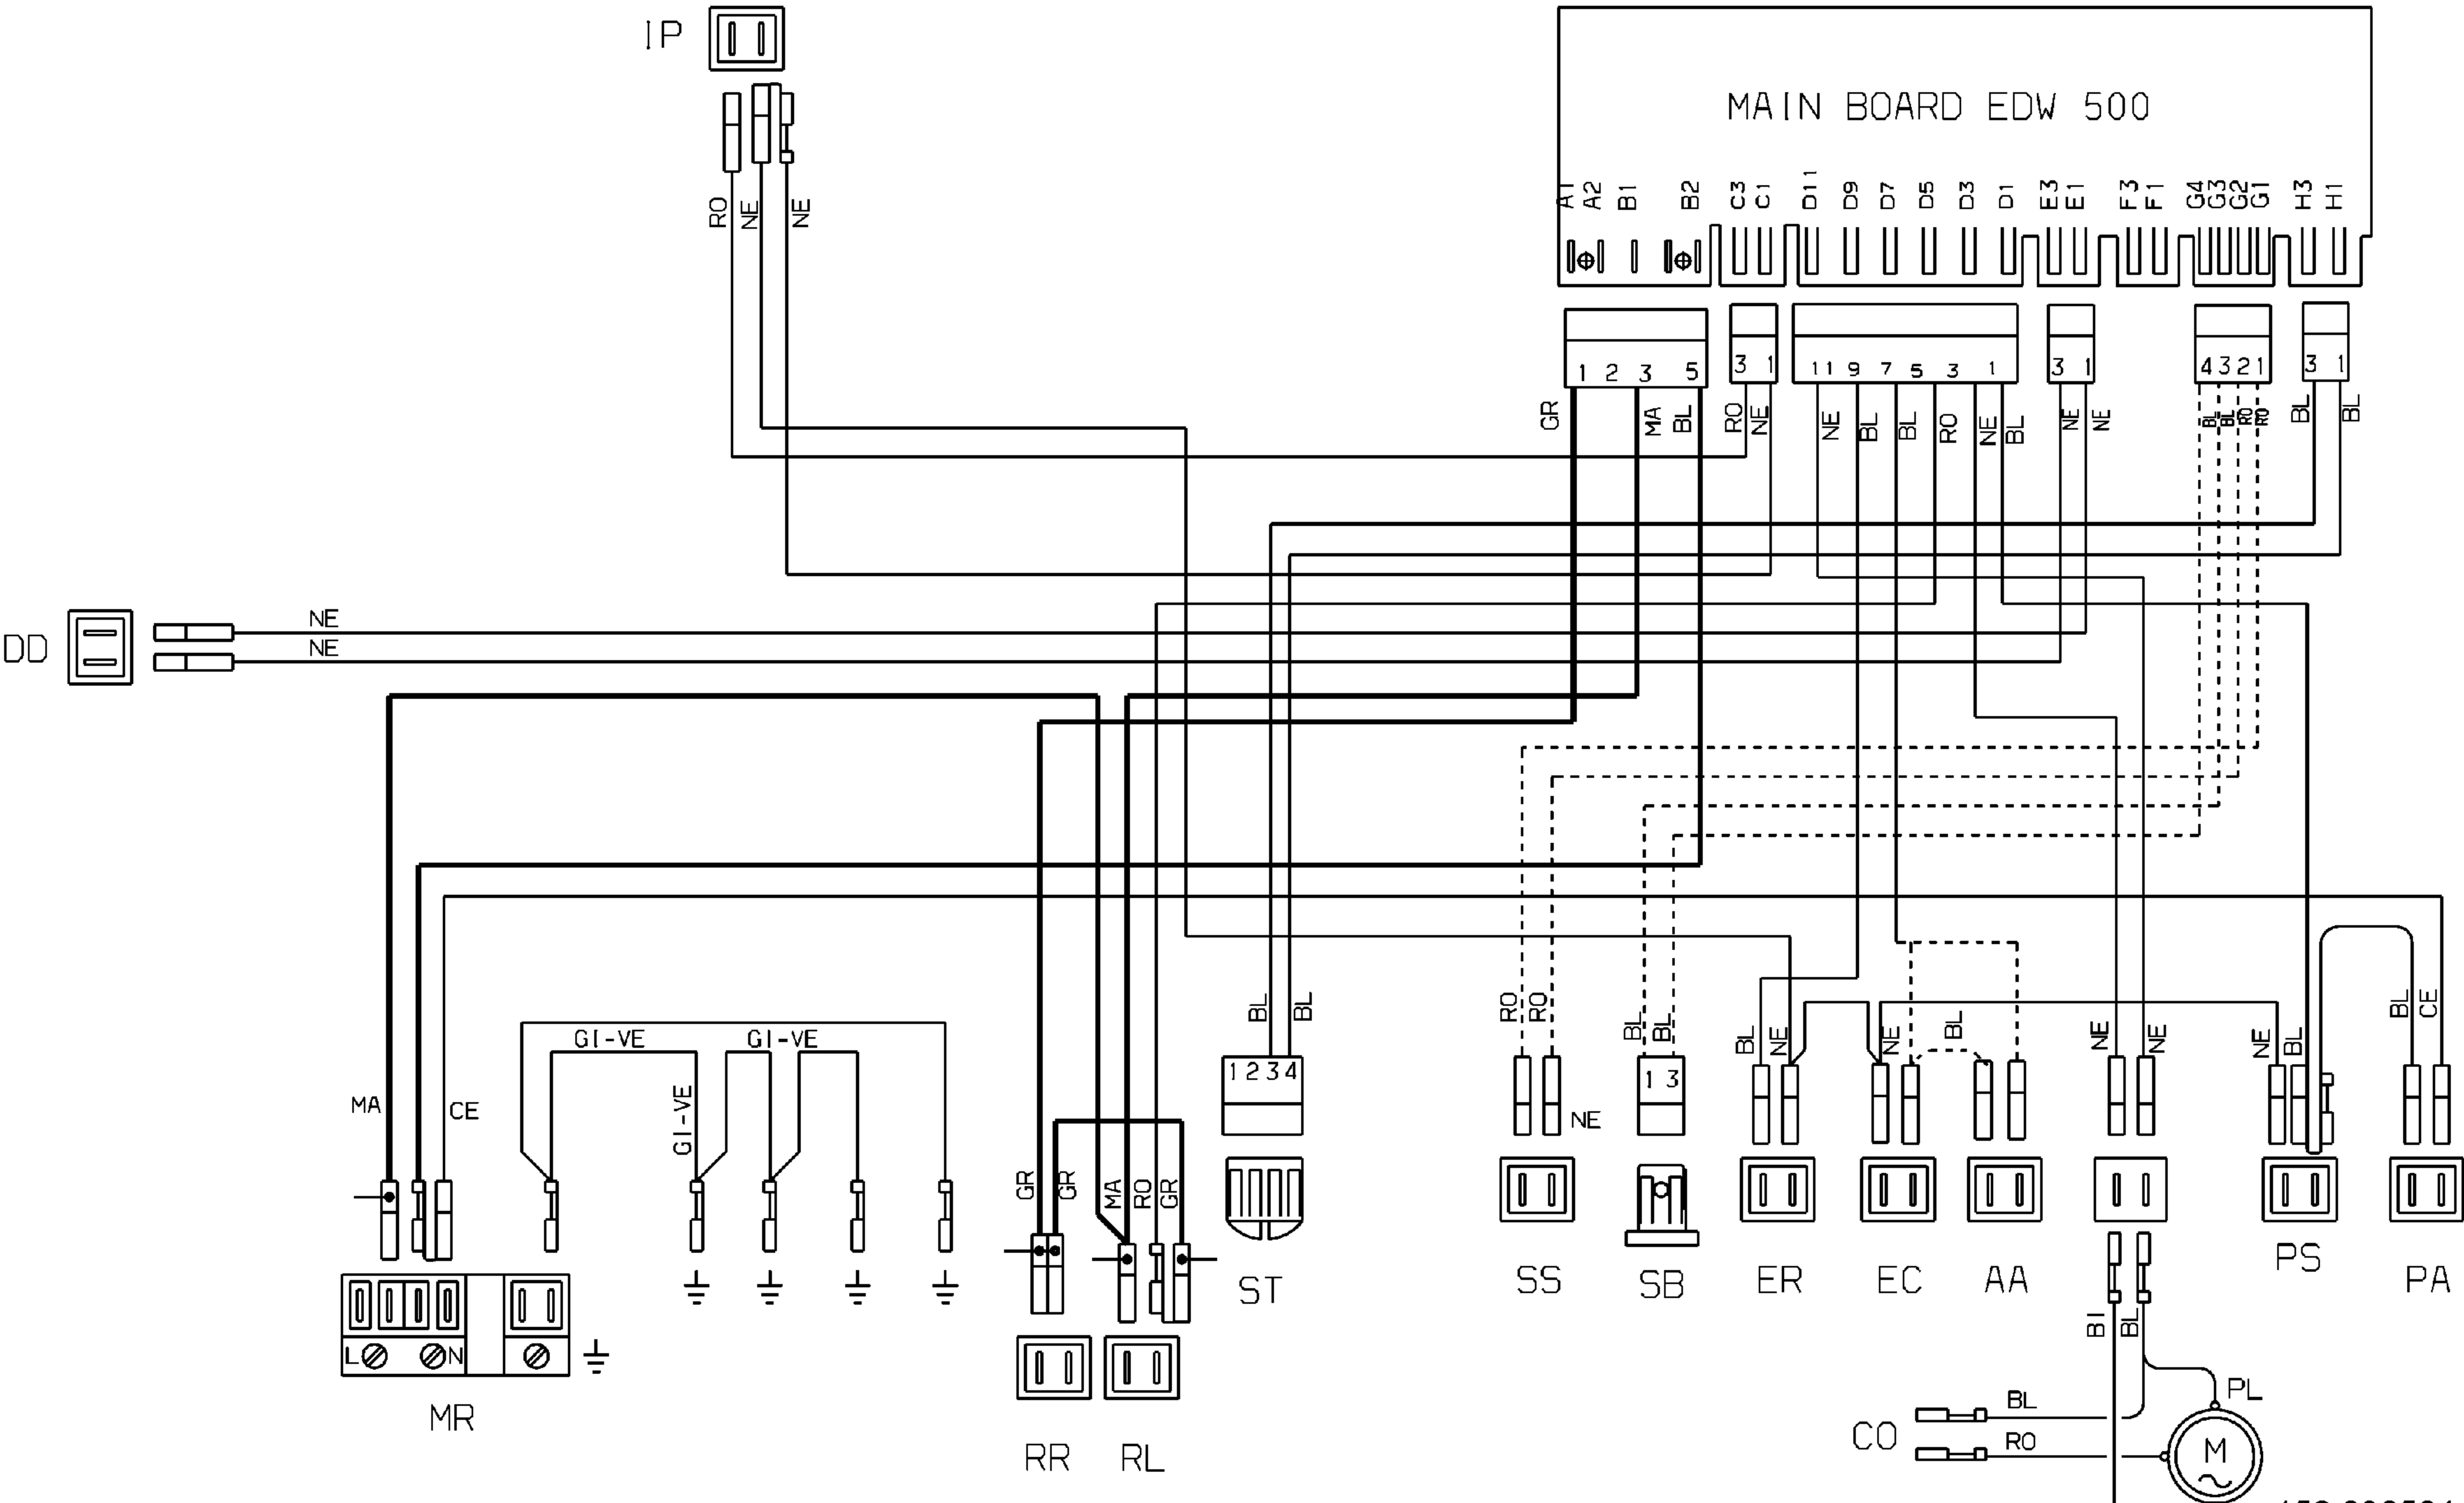 IP
MAIN BOARD EDW 500
A1 A2 B1 B2 C3 C1 D11 D9 D7 D5 D3 D1 E3 E1 F3 F1 G4 G3 G2 G1 H3 H1
RO NE NE
1 2 3 5 3 1 11 9 7 5 3 1 3 1 4 3 2 1 3 1
GR MA BL RO NE NE BL BL RO NE BL NE NE BL BL RO RO BL BL
DD
NE
NE
BL BL RO RO BL BL BL NE NE BL NE NE NE BL BL CE
GI-VE GI-VE
MA CE GI-VE
1 2 3 4
1 3
NE
GR GR MA RO GR
ST SS SB ER EC AA PS PA
L N
BI BL
MR
RR RL
CO
BL
RO
PL
M